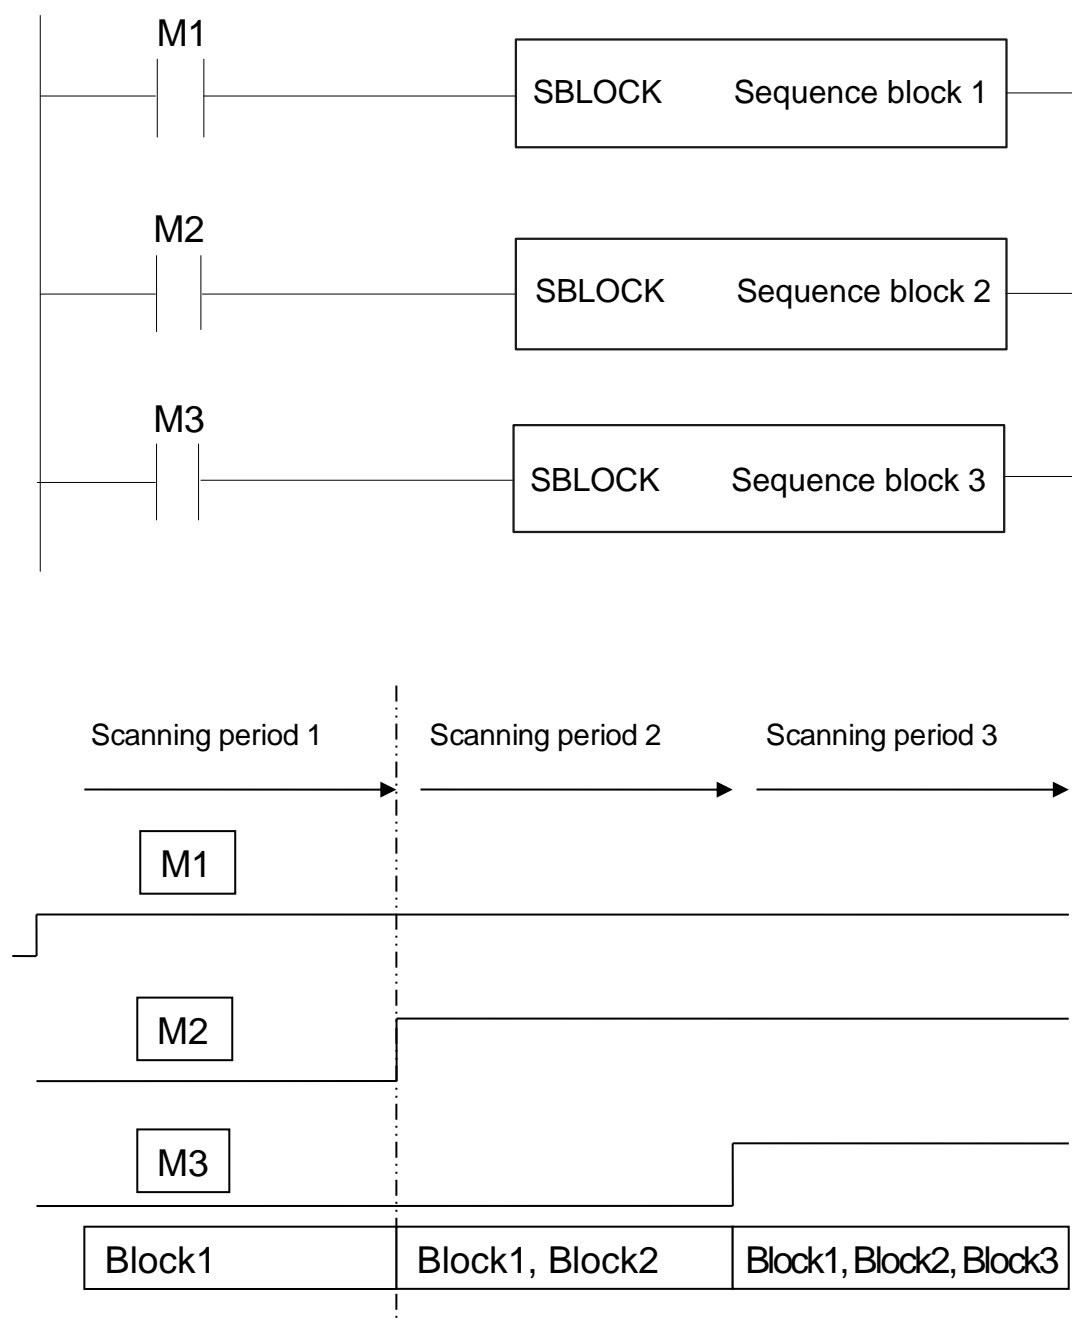 M1
SBLOCK Sequence block 1
M2
SBLOCK Sequence block 2
M3
SBLOCK Sequence block 3
Scanning period 1 Scanning period 2 Scanning period 3
M1
M2
M3
Block1 Block1, Block2 Block1, Block2, Block3